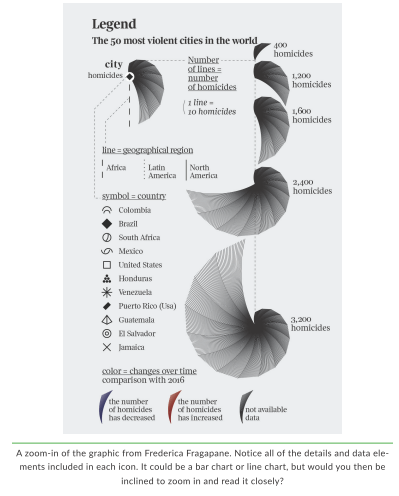 Legend
The 50 most violent cities in the world
city
homicides
Number
of lines =
number
of homicides
1 line =
10 homicides
400
homicides
1,200
homicides
1,600
homicides
2,400
homicides
3,200
homicides
line = geographical region
Africa
Latin
America
North
America
symbol = country
Colombia
Brazil
South Africa
Mexico
United States
Honduras
Venezuela
Puerto Rico (Usa)
Guatemala
El Salvador
Jamaica
color = changes over time
comparison with 2016
the number
of homicides
has decreased
the number
of homicides
has increased
not available
data
A zoom-in of the graphic from Frederica Fragapane. Notice all of the details and data ele-
ments included in each icon. It could be a bar chart or line chart, but would you then be
inclined to zoom in and read it closely?